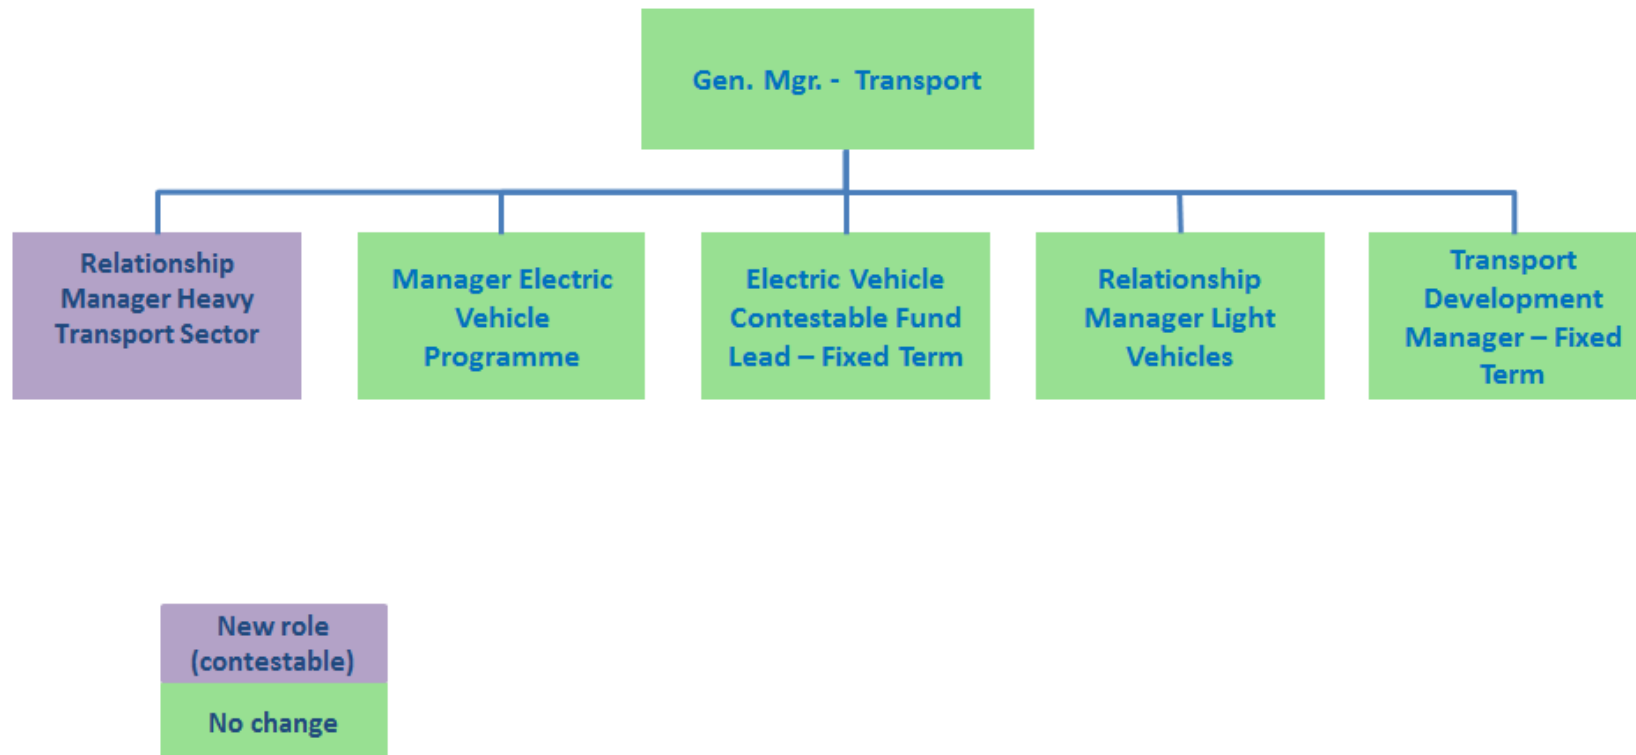 Gen. Mgr. - Transport
Relationship
Manager Heavy
Transport Sector
Manager Electric
Vehicle
Programme
Electric Vehicle
Contestable Fund
Lead – Fixed Term
Relationship
Manager Light
Vehicles
Transport
Development
Manager – Fixed
Term
New role
(contestable)
No change